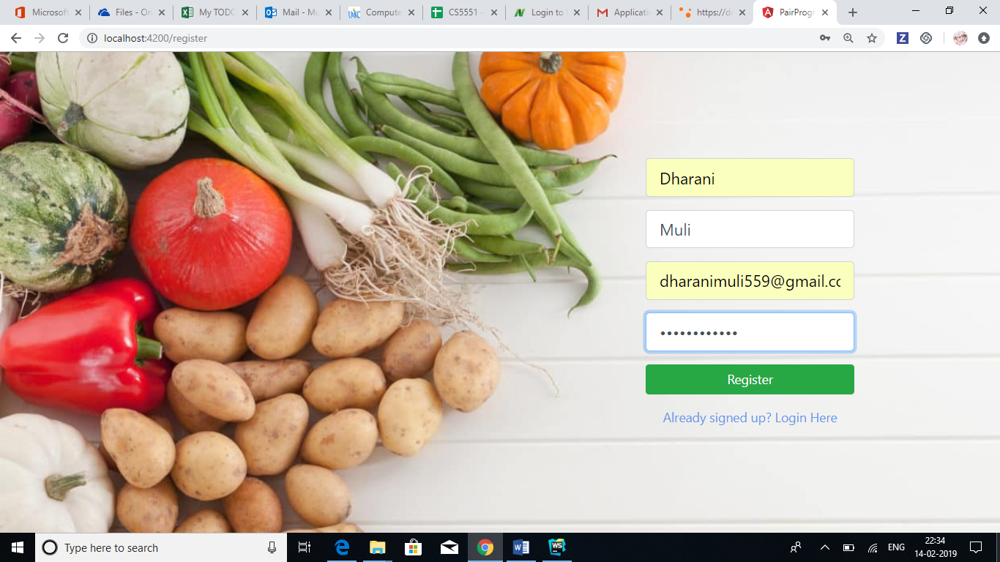 Microsoft
Files - On
My TODO
Mail - Mu
Compute
CS5551 -
Login to
Applicati
https://de
PairProgr
localhost:4200/register
Dharani
Muli
dharanimuli559@gmail.co
••••••••••••
Register
Already signed up? Login Here
Type here to search
ENG
22:34
14-02-2019